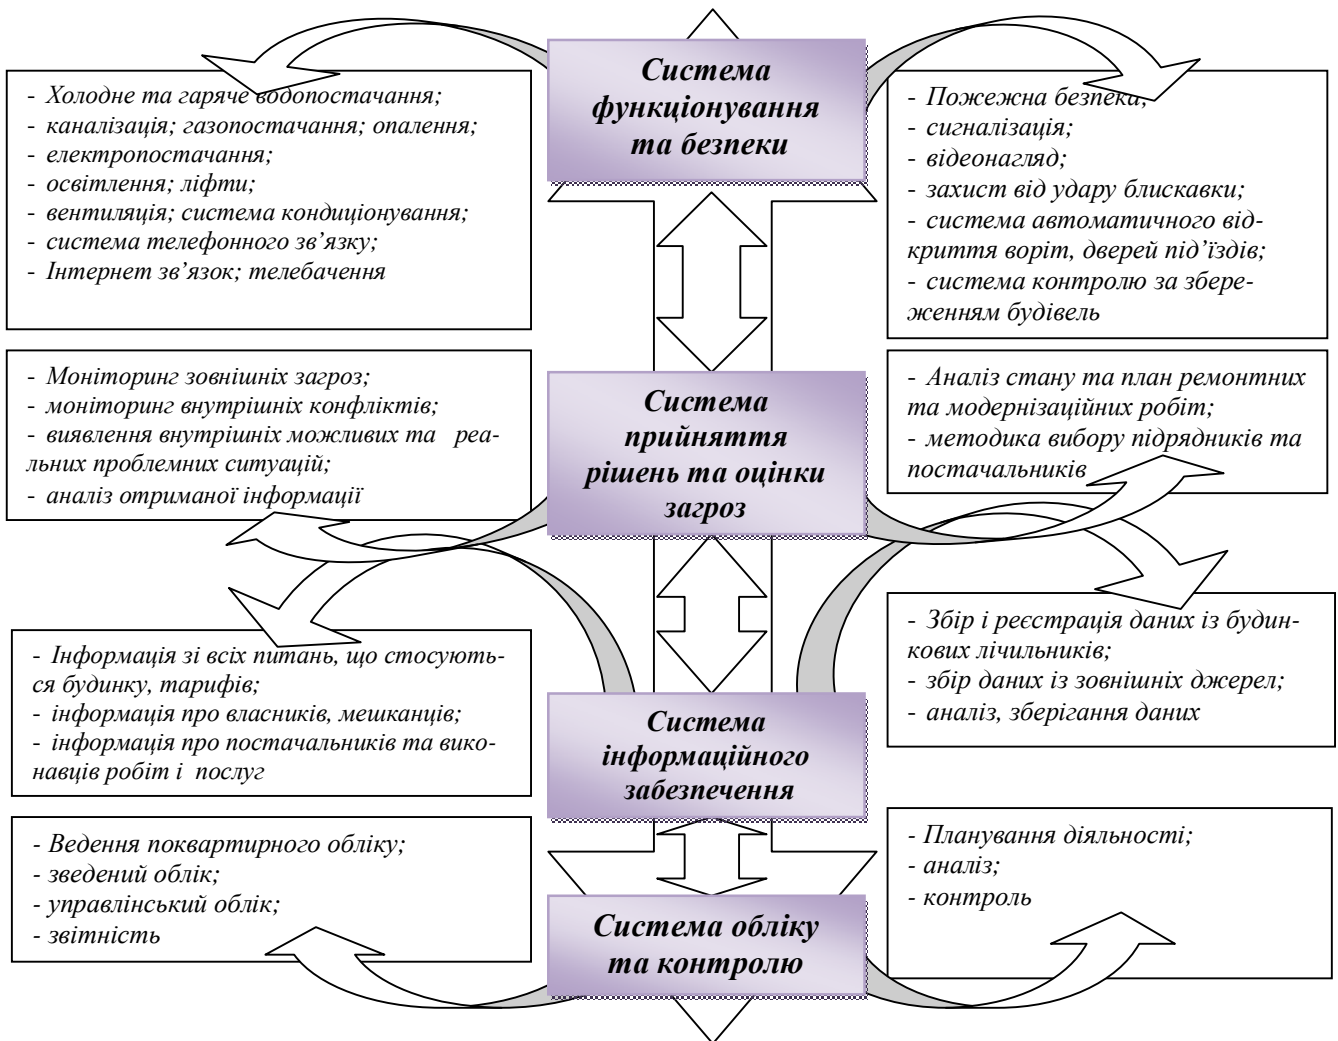 Система
функціонування
та безпеки
- Холодне та гаряче водопостачання;
- каналізація; газопостачання; опалення;
- електропостачання;
- освітлення; ліфти;
- вентиляція; система кондиціонування;
- система телефонного зв’язку;
- Інтернет зв’язок; телебачення
- Пожежна безпека;
- сигналізація;
- відеонагляд;
- захист від удару блискавки;
- система автоматичного від-
криття воріт, дверей під’їздів;
- система контролю за збере-
женням будівель
Система
прийняття
рішень та оцінки
загроз
- Моніторинг зовнішніх загроз;
- моніторинг внутрішніх конфліктів;
- виявлення внутрішніх можливих та реа-
льних проблемних ситуацій;
- аналіз отриманої інформації
- Аналіз стану та план ремонтних
та модернізаційних робіт;
- методика вибору підрядників та
постачальників
Система
інформаційного
забезпечення
- Інформація зі всіх питань, що стосують-
ся будинку, тарифів;
- інформація про власників, мешканців;
- інформація про постачальників та вико-
навців робіт і послуг
- Збір і реєстрація даних із будин-
кових лічильників;
- збір даних із зовнішніх джерел;
- аналіз, зберігання даних
Система обліку
та контролю
- Ведення поквартирного обліку;
- зведений облік;
- управлінський облік;
- звітність
- Планування діяльності;
- аналіз;
- контроль